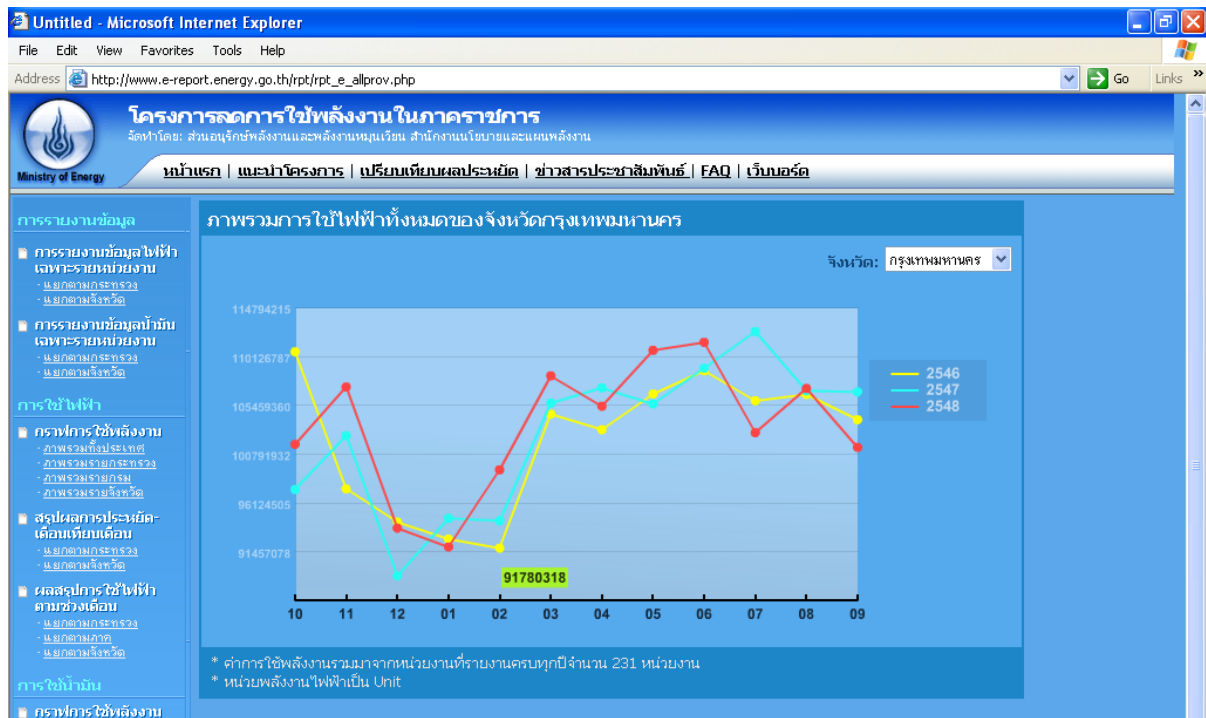 Untitled - Microsoft Internet Explorer
File Edit View Favorites Tools Help
Address http://www.e-report.energy.go.th/rpt/rpt_e_allprov.php Go Links »
โครงการลดการใช้พลังงานในภาคราชการ
จัดทำโดย: ส่วนอนุรักษ์พลังงานและพลังงานหมุนเวียน สำนักงานนโยบายและแผนพลังงาน
Ministry of Energy
หน้าแรก | แนะนำโครงการ | เปรียบเทียบผลประหยัด | ข่าวสารประชาสัมพันธ์ | FAQ | เว็บบอร์ด
การรายงานข้อมูล
การรายงานข้อมูลไฟฟ้า
เฉพาะรายหน่วยงาน
- แยกตามกระทรวง
- แยกตามจังหวัด
การรายงานข้อมูลน้ำมัน
เฉพาะรายหน่วยงาน
- แยกตามกระทรวง
- แยกตามจังหวัด
การใช้ไฟฟ้า
กราฟการใช้พลังงาน
- ภาพรวมทั้งประเทศ
- ภาพรวมรายกระทรวง
- ภาพรวมรายกรม
- ภาพรวมรายจังหวัด
สรุปผลการประหยัด-
เดือนเทียบเดือน
- แยกตามกระทรวง
- แยกตามจังหวัด
ผลสรุปการใช้ไฟฟ้า
ตามช่วงเดือน
- แยกตามกระทรวง
- แยกตามภาค
- แยกตามจังหวัด
การใช้น้ำมัน
กราฟการใช้พลังงาน
ภาพรวมการใช้ไฟฟ้าทั้งหมดของจังหวัดกรุงเทพมหานคร
จังหวัด: กรุงเทพมหานคร
114794215
110126787
105459360
100791932
96124505
91457078
91780318
10 11 12 01 02 03 04 05 06 07 08 09
2546
2547
2548
* ค่าการใช้พลังงานรวมมาจากหน่วยงานที่รายงานครบทุกปีจำนวน 231 หน่วยงาน
* หน่วยพลังงานไฟฟ้าเป็น Unit